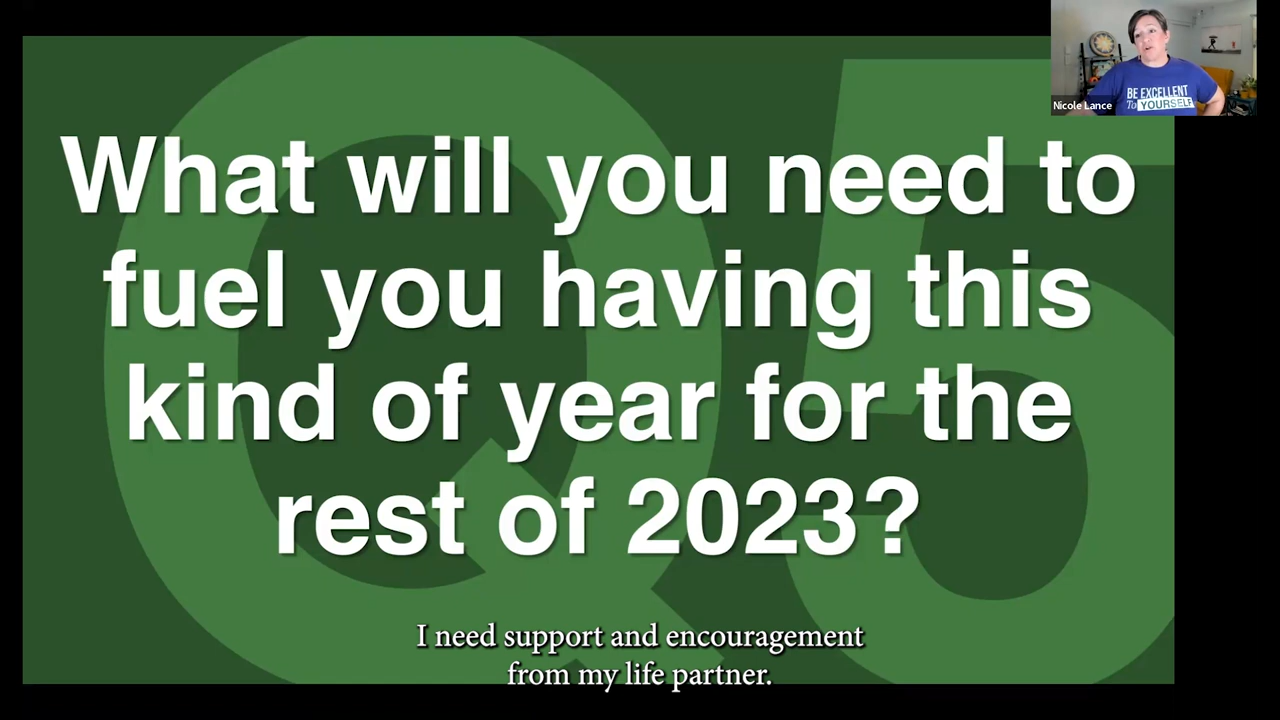 Nicole Lance
BE EXCELLENT
To YOURSELF
Q5
What will you need to
fuel you having this
kind of year for the
rest of 2023?
I need support and encouragement
from my life partner.